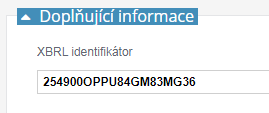 Doplňující informace
XBRL identifikátor
254900OPPU84GM83MG36